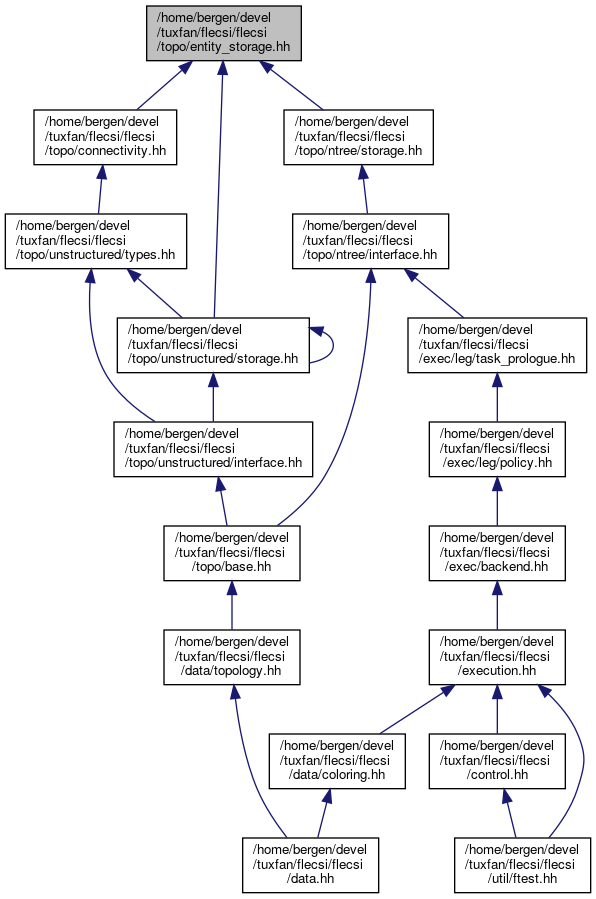 /home/bergen/devel
/tuxfan/flecsi/flecsi
/topo/entity_storage.hh
/home/bergen/devel
/tuxfan/flecsi/flecsi
/topo/connectivity.hh
/home/bergen/devel
/tuxfan/flecsi/flecsi
/topo/ntree/storage.hh
/home/bergen/devel
/tuxfan/flecsi/flecsi
/topo/unstructured/types.hh
/home/bergen/devel
/tuxfan/flecsi/flecsi
/topo/ntree/interface.hh
/home/bergen/devel
/tuxfan/flecsi/flecsi
/topo/unstructured/storage.hh
/home/bergen/devel
/tuxfan/flecsi/flecsi
/exec/leg/task_prologue.hh
/home/bergen/devel
/tuxfan/flecsi/flecsi
/topo/unstructured/interface.hh
/home/bergen/devel
/tuxfan/flecsi/flecsi
/exec/leg/policy.hh
/home/bergen/devel
/tuxfan/flecsi/flecsi
/topo/base.hh
/home/bergen/devel
/tuxfan/flecsi/flecsi
/exec/backend.hh
/home/bergen/devel
/tuxfan/flecsi/flecsi
/data/topology.hh
/home/bergen/devel
/tuxfan/flecsi/flecsi
/execution.hh
/home/bergen/devel
/tuxfan/flecsi/flecsi
/data/coloring.hh
/home/bergen/devel
/tuxfan/flecsi/flecsi
/control.hh
/home/bergen/devel
/tuxfan/flecsi/flecsi
/data.hh
/home/bergen/devel
/tuxfan/flecsi/flecsi
/util/ftest.hh